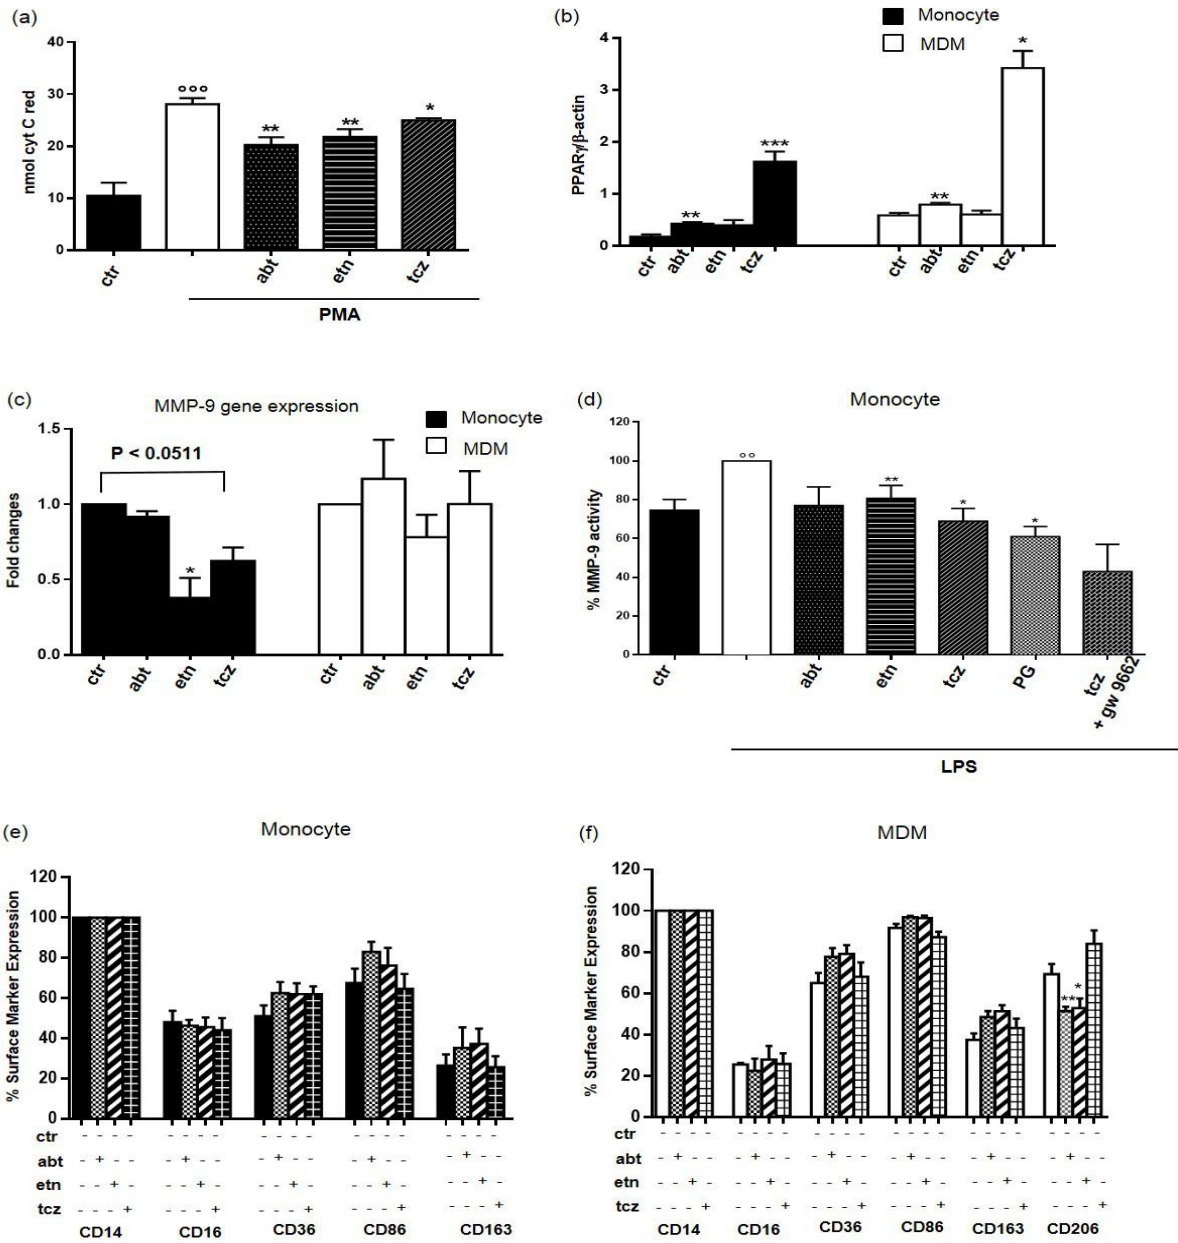 (a)
40
30
20
10
0
nmol cyt C red
°°°
**
**
*
ctr
abt
etn
tcz
PMA
(b)
Monocyte
MDM
4
3
2
1
0
PPARγ/β-actin
**
***
**
*
ctr
abt
etn
tcz
ctr
abt
etn
tcz
(c)
MMP-9 gene expression
Monocyte
MDM
P < 0.0511
1.5
1.0
0.5
0.0
Fold changes
*
ctr
abt
etn
tcz
ctr
abt
etn
tcz
(d)
Monocyte
120
100
80
60
40
20
0
% MMP-9 activity
°°
**
*
*
ctr
abt
etn
tcz
PG
tcz
+ gw 9662
LPS
(e)
Monocyte
120
100
80
60
40
20
0
% Surface Marker Expression
ctr - - - - - - - - - - - - - - - - - - - -
abt - + - - - + - - - + - - - + - - - + - -
etn - - + - - - + - - - + - - - + - - - + -
tcz - - - + - - - + - - - + - - - + - - - +
CD14 CD16 CD36 CD86 CD163
(f)
MDM
120
100
80
60
40
20
0
% Surface Marker Expression
** *
ctr - - - - - - - - - - - - - - - - - - - - - - - -
abt - + - - - + - - - + - - - + - - - + - - - + - -
etn - - + - - - + - - - + - - - + - - - + - - - + -
tcz - - - + - - - + - - - + - - - + - - - + - - - +
CD14 CD16 CD36 CD86 CD163 CD206